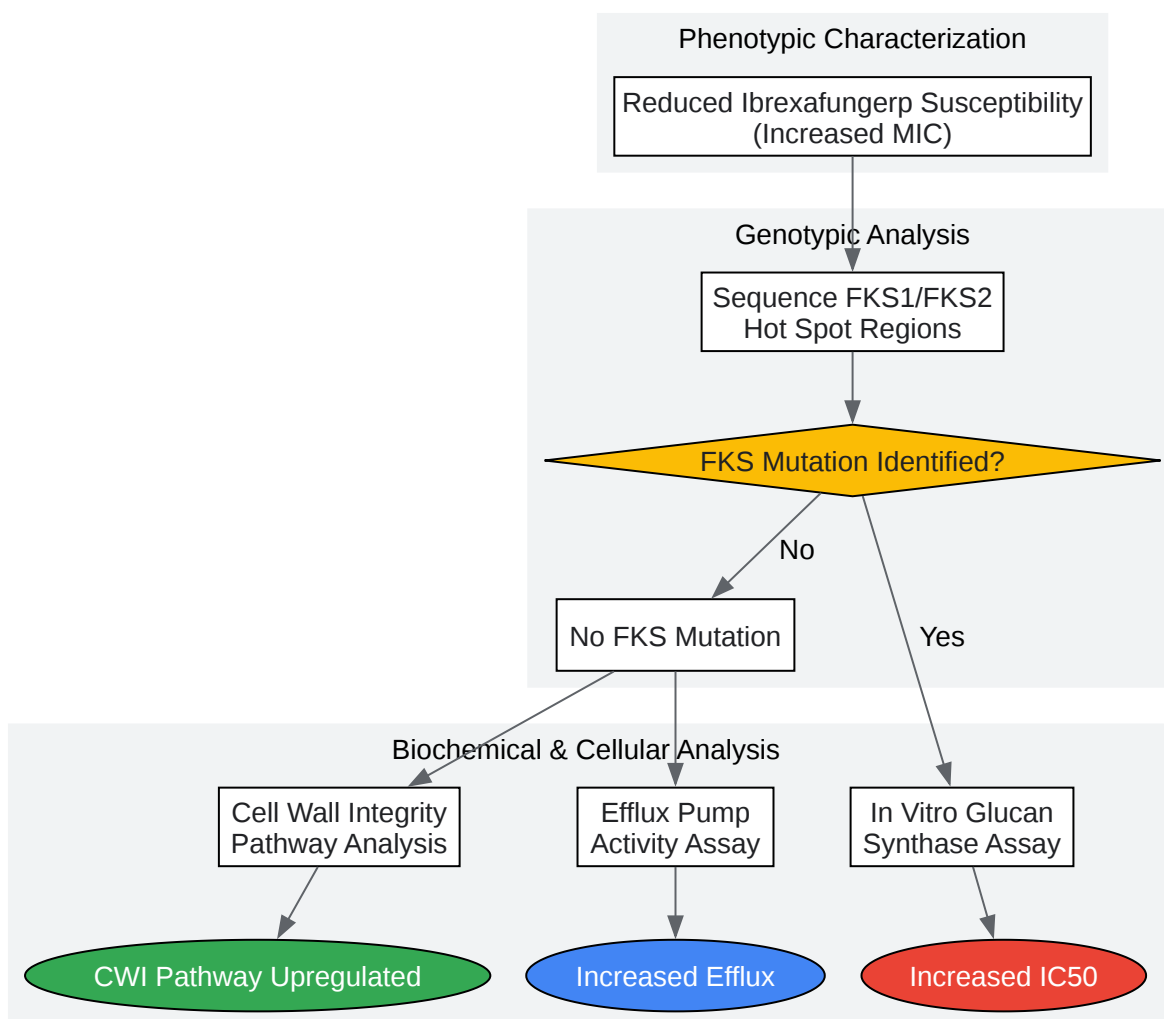 Phenotypic Characterization
Reduced Ibrexafungerp Susceptibility
(Increased MIC)
Genotypic Analysis
Sequence FKS1/FKS2
Hot Spot Regions
FKS Mutation Identified?
No
No FKS Mutation
Yes
Biochemical & Cellular Analysis
Cell Wall Integrity
Pathway Analysis
Efflux Pump
Activity Assay
In Vitro Glucan
Synthase Assay
CWI Pathway Upregulated
Increased Efflux
Increased IC50